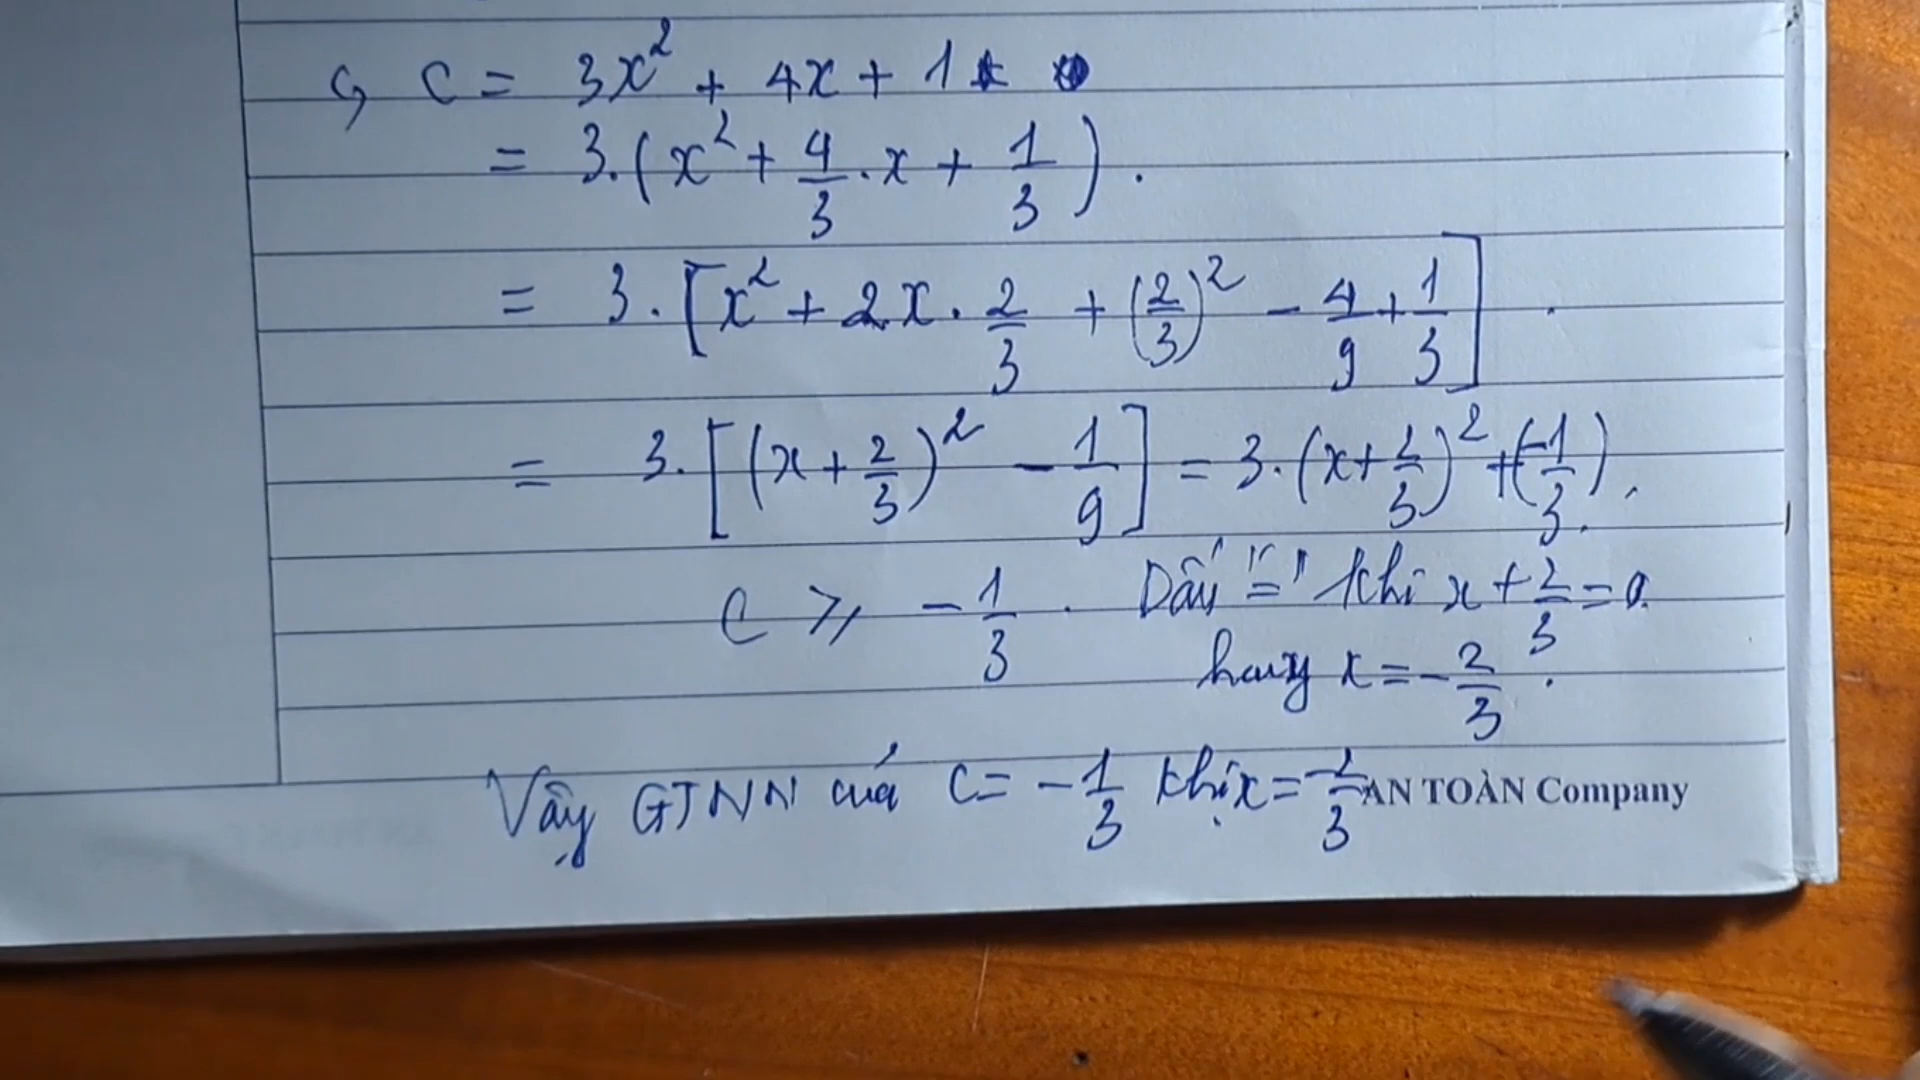 c, C = 3x² + 4x + 1
= 3.(x² + 4/3 . x + 1/3).
= 3.[x² + 2x . 2/3 + (2/3)² - 4/9 + 1/3].
= 3.[(x + 2/3)² - 1/9] = 3.(x + 2/3)² + (-1/3).
C ⩾ -1/3. Dấu "=" khi x + 2/3 = 0.
hay x = -2/3.
Vậy GTNN của C = -1/3 khi x = -2/3
AN TOÀN Company